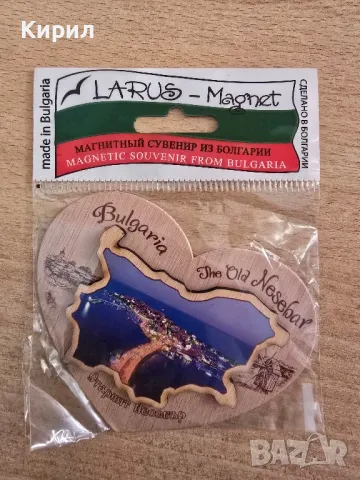 Кирил
made in Bulgaria
LARUS - Magnet
СДЕЛАНО В БОЛГАРИИ
МАГНИТНЫЙ СУВЕНИР ИЗ БОЛГАРИИ
MAGNETIC SOUVENIR FROM BULGARIA
Bulgaria
The Old Nesebar
Старият Несебър
BAZAR